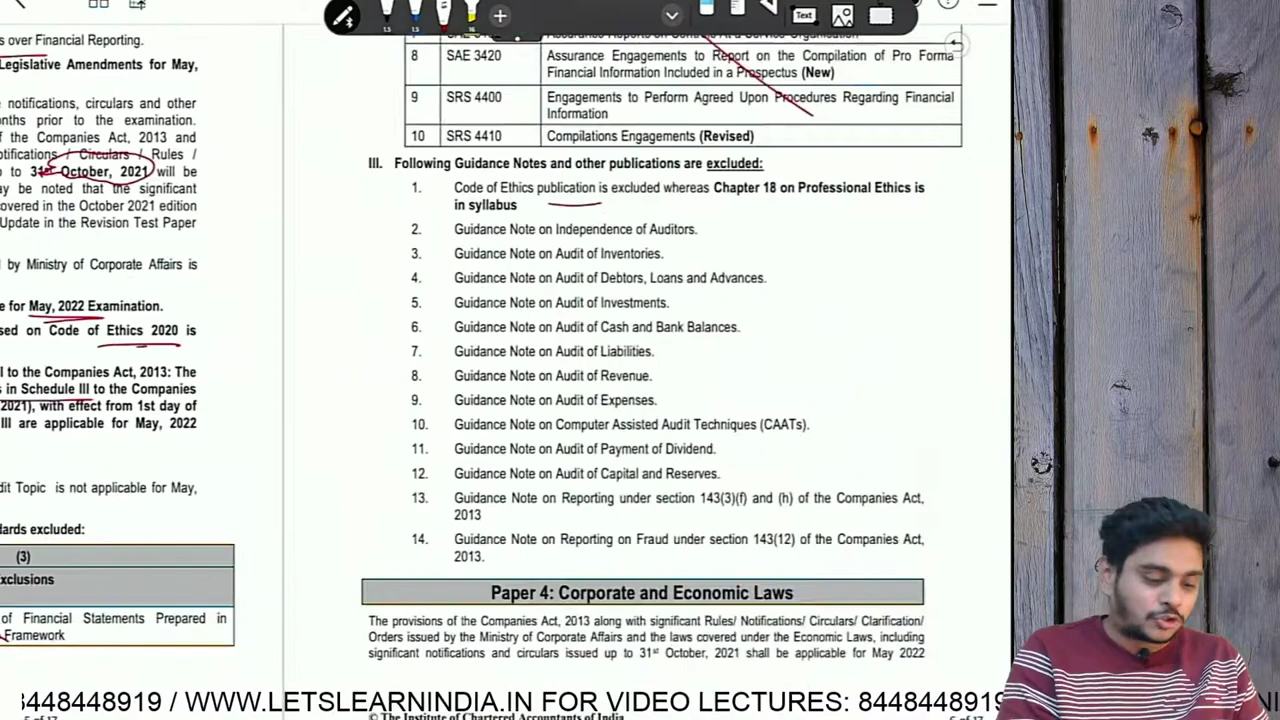 s over Financial Reporting.
Legislative Amendments for May,
e notifications, circulars and other
onths prior to the examination.
of the Companies Act, 2013 and
otifications / Circulars / Rules /
p to 31st October, 2021 will be
ay be noted that the significant
covered in the October 2021 edition
Update in the Revision Test Paper
d by Ministry of Corporate Affairs is
e for May, 2022 Examination.
sed on Code of Ethics 2020 is
I to the Companies Act, 2013: The
s in Schedule III to the Companies
2021), with effect from 1st day of
III are applicable for May, 2022
dit Topic is not applicable for May,
dards excluded:
(3)
xclusions
of Financial Statements Prepared in
Framework
Text
8 SAE 3420 Assurance Engagements to Report on the Compilation of Pro Forma
Financial Information Included in a Prospectus (New)
9 SRS 4400 Engagements to Perform Agreed Upon Procedures Regarding Financial
Information
10 SRS 4410 Compilations Engagements (Revised)
III. Following Guidance Notes and other publications are excluded:
1. Code of Ethics publication is excluded whereas Chapter 18 on Professional Ethics is
in syllabus
2. Guidance Note on Independence of Auditors.
3. Guidance Note on Audit of Inventories.
4. Guidance Note on Audit of Debtors, Loans and Advances.
5. Guidance Note on Audit of Investments.
6. Guidance Note on Audit of Cash and Bank Balances.
7. Guidance Note on Audit of Liabilities.
8. Guidance Note on Audit of Revenue.
9. Guidance Note on Audit of Expenses.
10. Guidance Note on Computer Assisted Audit Techniques (CAATs).
11. Guidance Note on Audit of Payment of Dividend.
12. Guidance Note on Audit of Capital and Reserves.
13. Guidance Note on Reporting under section 143(3)(f) and (h) of the Companies Act,
2013
14. Guidance Note on Reporting on Fraud under section 143(12) of the Companies Act,
2013.
Paper 4: Corporate and Economic Laws
The provisions of the Companies Act, 2013 along with significant Rules/ Notifications/ Circulars/ Clarification/
Orders issued by the Ministry of Corporate Affairs and the laws covered under the Economic Laws, including
significant notifications and circulars issued up to 31st October, 2021 shall be applicable for May 2022
8448448919 / WWW.LETSLEARNINDIA.IN FOR VIDEO LECTURES: 8448448919
© The Institute of Chartered Accountants of India